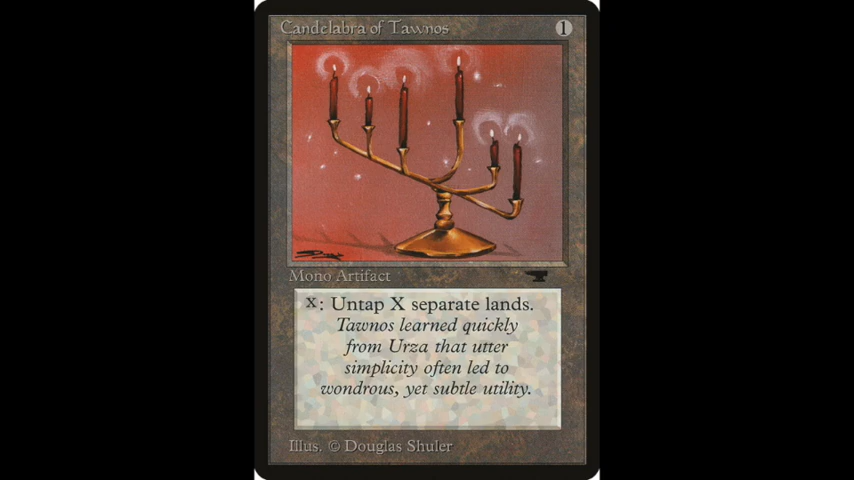 Candelabra of Tawnos 1
Mono Artifact
X: Untap X separate lands.
Tawnos learned quickly
from Urza that utter
simplicity often led to
wondrous, yet subtle utility.
Illus. © Douglas Shuler